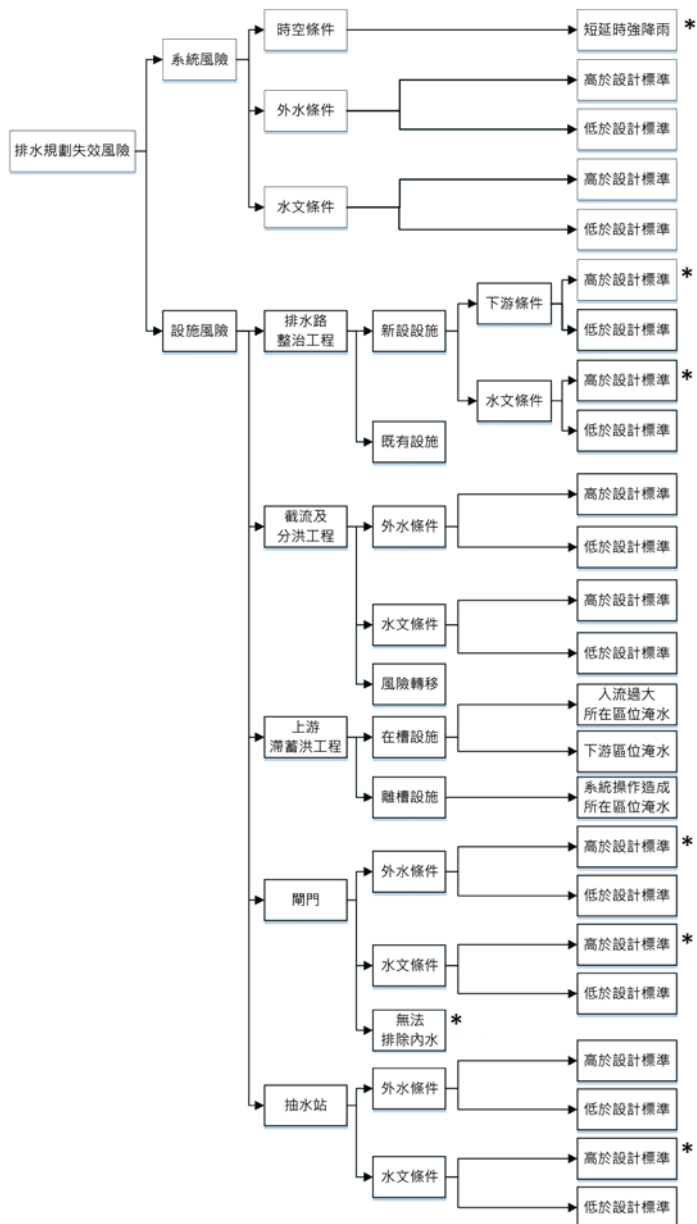 時空條件
短延時強降雨 *
系統風險
外水條件
高於設計標準
低於設計標準
排水規劃失效風險
水文條件
高於設計標準
低於設計標準
設施風險
排水路
整治工程
新設設施
下游條件
高於設計標準 *
低於設計標準
水文條件
高於設計標準 *
低於設計標準
既有設施
截流及
分洪工程
外水條件
高於設計標準
低於設計標準
水文條件
高於設計標準
低於設計標準
風險轉移
上游
滯蓄洪工程
在槽設施
入流過大
所在區位淹水
下游區位淹水
離槽設施
系統操作造成
所在區位淹水
閘門
外水條件
高於設計標準 *
低於設計標準
水文條件
高於設計標準 *
低於設計標準
無法
排除內水 *
抽水站
外水條件
高於設計標準
低於設計標準
水文條件
高於設計標準 *
低於設計標準